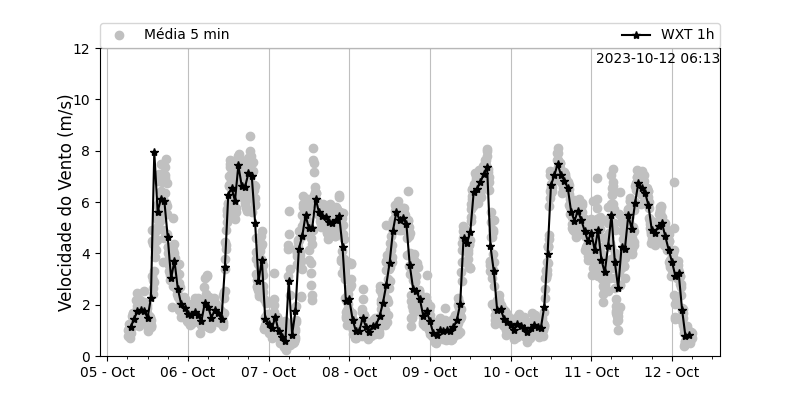 Média 5 min
WXT 1h
2023-10-12 06:13
Velocidade do Vento (m/s)
12
10
8
6
4
2
0
05 - Oct
06 - Oct
07 - Oct
08 - Oct
09 - Oct
10 - Oct
11 - Oct
12 - Oct